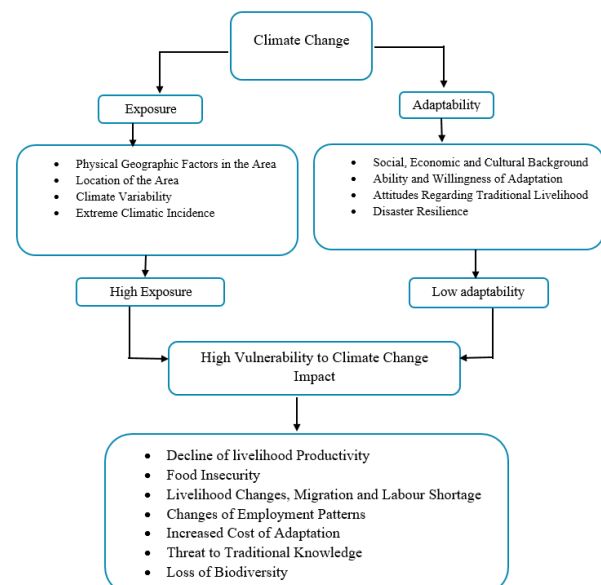 Climate Change
Exposure
Adaptability
• Physical Geographic Factors in the Area
• Location of the Area
• Climate Variability
• Extreme Climatic Incidence
• Social, Economic and Cultural Background
• Ability and Willingness of Adaptation
• Attitudes Regarding Traditional Livelihood
• Disaster Resilience
High Exposure
Low adaptability
High Vulnerability to Climate Change
Impact
• Decline of livelihood Productivity
• Food Insecurity
• Livelihood Changes, Migration and Labour Shortage
• Changes of Employment Patterns
• Increased Cost of Adaptation
• Threat to Traditional Knowledge
• Loss of Biodiversity